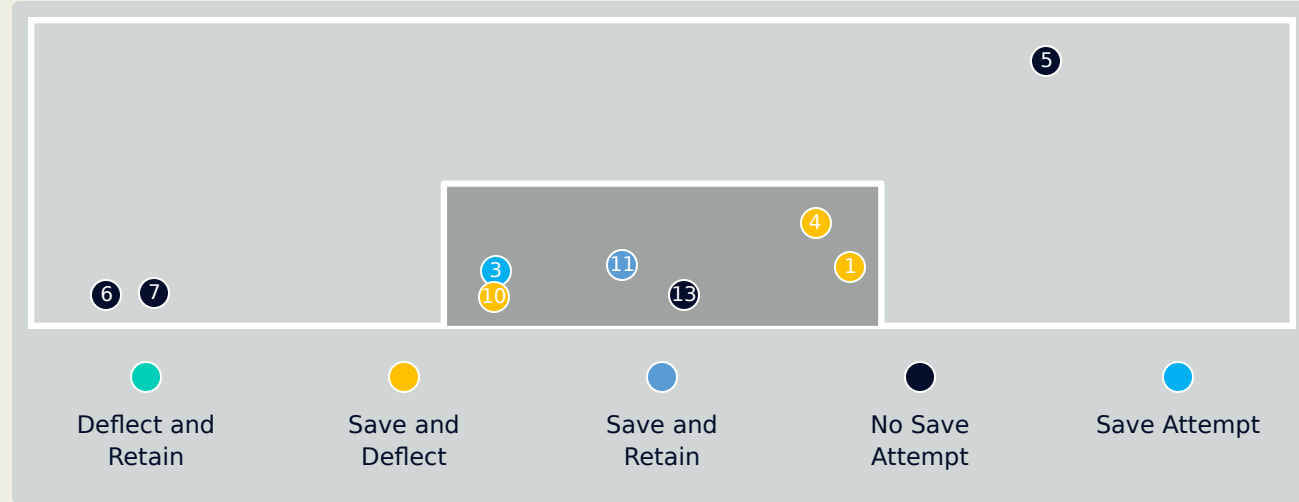 5
4
11
1
3
6
7
10
13
Deflect and
Retain
Save and
Deflect
Save and
Retain
No Save
Attempt
Save Attempt